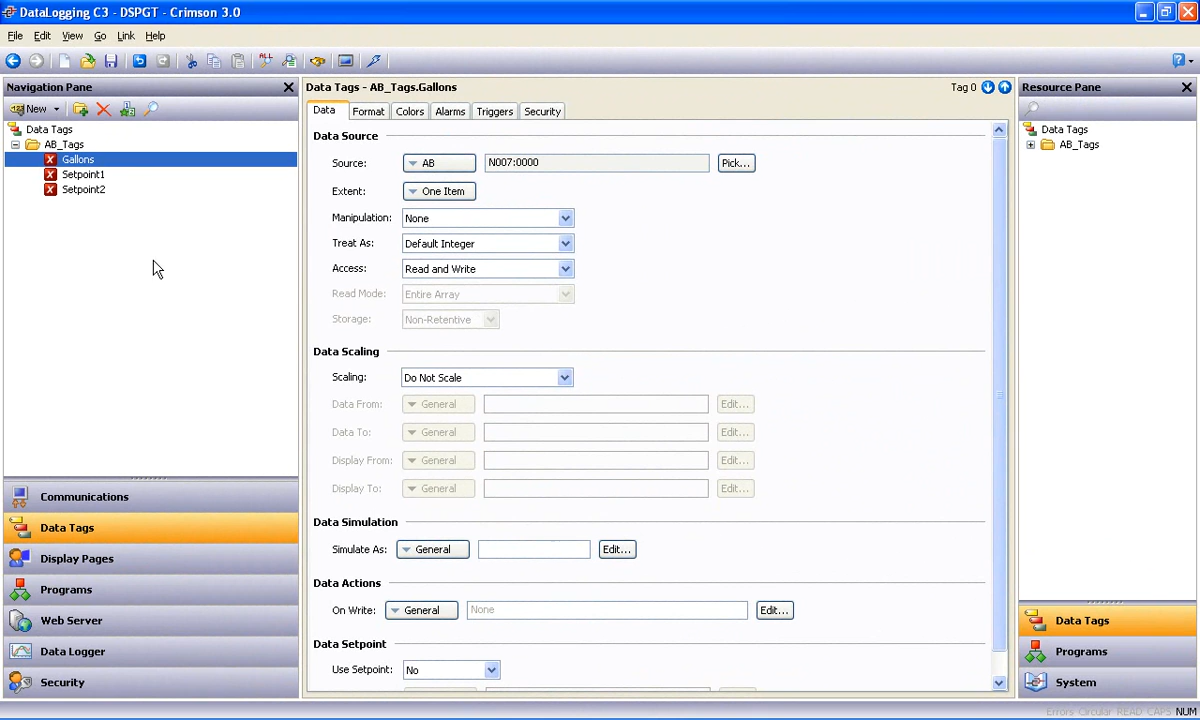 DataLogging C3 - DSPGT - Crimson 3.0
File Edit View Go Link Help
Navigation Pane
New
Data Tags
AB_Tags
Gallons
Setpoint1
Setpoint2
Communications
Data Tags
Display Pages
Programs
Web Server
Data Logger
Security
Data Tags - AB_Tags.Gallons
Tag 0
Data Format Colors Alarms Triggers Security
Data Source
Source: AB N007:0000 Pick...
Extent: One Item
Manipulation: None
Treat As: Default Integer
Access: Read and Write
Read Mode: Entire Array
Storage: Non-Retentive
Data Scaling
Scaling: Do Not Scale
Data From: General Edit...
Data To: General Edit...
Display From: General Edit...
Display To: General Edit...
Data Simulation
Simulate As: General Edit...
Data Actions
On Write: General None Edit...
Data Setpoint
Use Setpoint: No
Resource Pane
Data Tags
AB_Tags
Data Tags
Programs
System
Errors Circular READ CAPS NUM